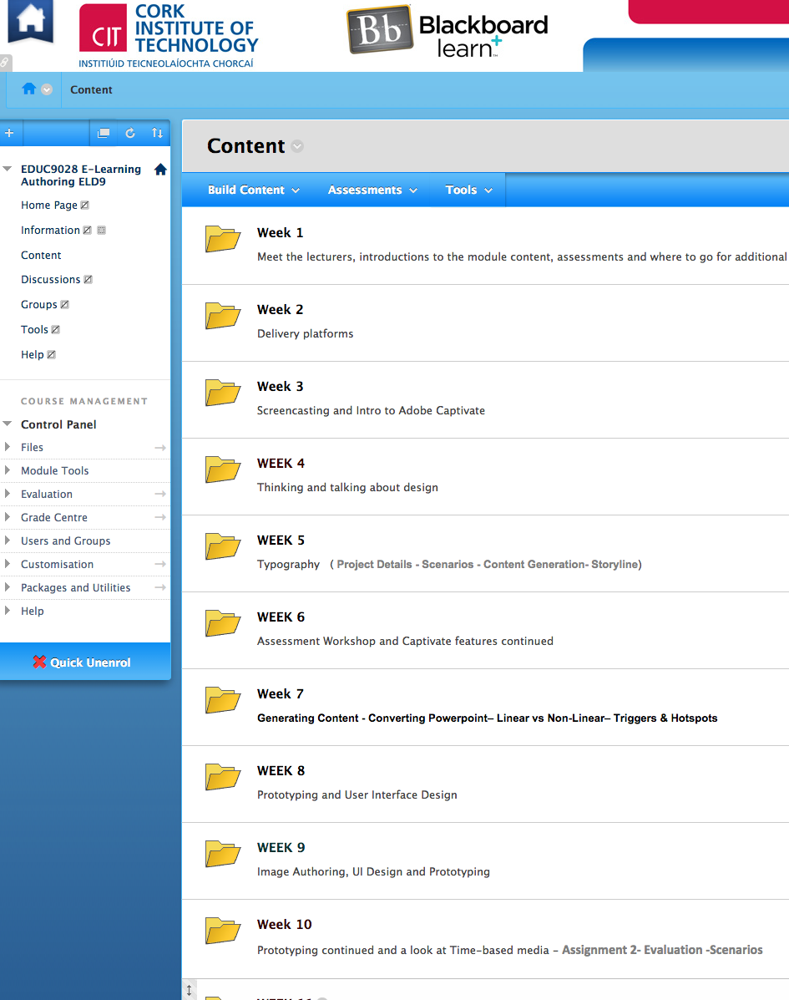 CORK
INSTITUTE OF
TECHNOLOGY
CIT
INSTITIÚID TEICNEOLAÍOCHTA CHORCAÍ
Bb Blackboard
learn+™
Content
EDUC9028 E-Learning
Authoring ELD9
Home Page
Information
Content
Discussions
Groups
Tools
Help
COURSE MANAGEMENT
Control Panel
Files
Module Tools
Evaluation
Grade Centre
Users and Groups
Customisation
Packages and Utilities
Help
Quick Unenrol
Content
Build Content
Assessments
Tools
Week 1
Meet the lecturers, introductions to the module content, assessments and where to go for additional
Week 2
Delivery platforms
Week 3
Screencasting and Intro to Adobe Captivate
WEEK 4
Thinking and talking about design
WEEK 5
Typography ( Project Details - Scenarios - Content Generation- Storyline)
WEEK 6
Assessment Workshop and Captivate features continued
Week 7
Generating Content - Converting Powerpoint– Linear vs Non-Linear– Triggers & Hotspots
WEEK 8
Prototyping and User Interface Design
WEEK 9
Image Authoring, UI Design and Prototyping
Week 10
Prototyping continued and a look at Time-based media – Assignment 2- Evaluation -Scenarios